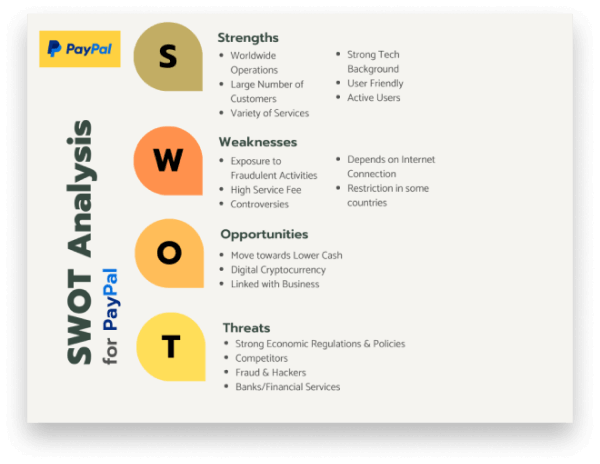 PayPal
SWOT Analysis
for PayPal
S
Strengths
Worldwide
Operations
Large Number of
Customers
Variety of Services
Strong Tech
Background
User Friendly
Active Users
W
Weaknesses
Exposure to
Fraudulent Activities
High Service Fee
Controversies
Depends on Internet
Connection
Restriction in some
countries
O
Opportunities
Move towards Lower Cash
Digital Cryptocurrency
Linked with Business
T
Threats
Strong Economic Regulations & Policies
Competitors
Fraud & Hackers
Banks/Financial Services